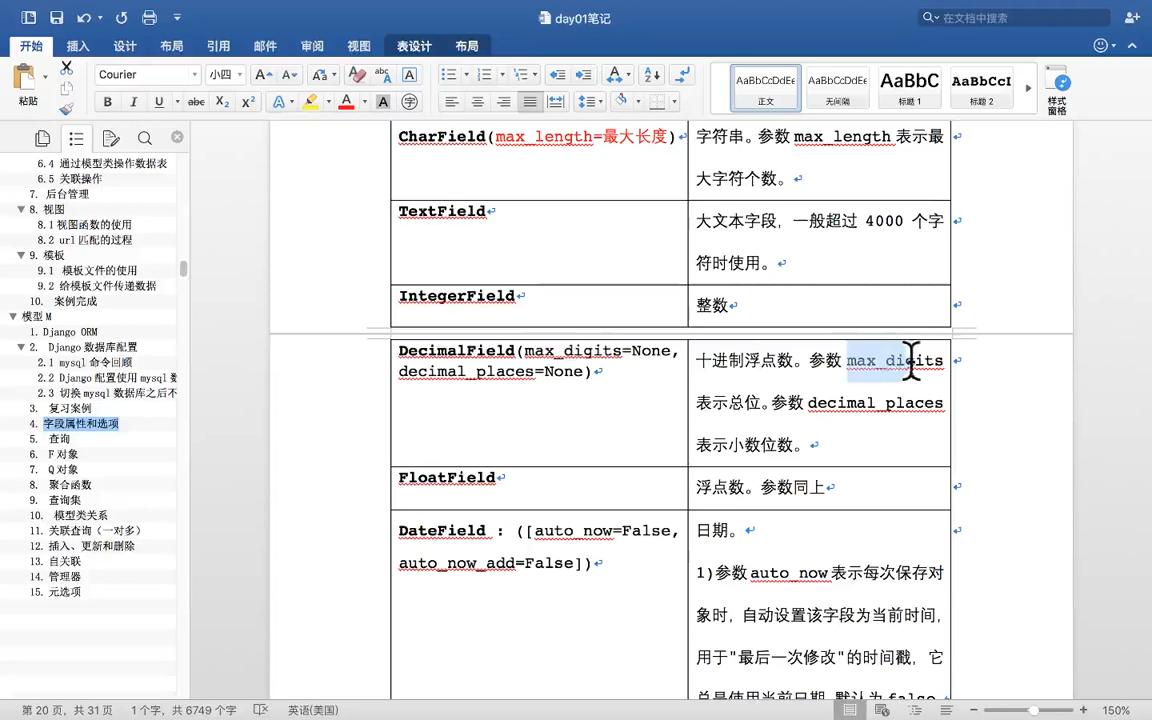 day01笔记
在文档中搜索
开始 插入 设计 布局 引用 邮件 审阅 视图 表设计 布局
粘贴
Courier 小四
AaBbCcDdEe AaBbCcDdEe AaBbC AaBbCcI
正文 无间隔 标题 1 标题 2
样式
窗格
6.4 通过模型类操作数据表
6.5 关联操作
7. 后台管理
8. 视图
8.1视图函数的使用
8.2 url 匹配的过程
9. 模板
9.1 模板文件的使用
9.2 给模板文件传递数据
10. 案例完成
模型 M
1. Django ORM
2. Django 数据库配置
2.1 mysql 命令回顾
2.2 Django 配置使用 mysql 数
2.3 切换 mysql 数据库之后不
3. 复习案例
4. 字段属性和选项
5. 查询
6. F 对象
7. Q 对象
8. 聚合函数
9. 查询集
10. 模型类关系
11. 关联查询（一对多）
12. 插入、更新和删除
13. 自关联
14. 管理器
15. 元选项
CharField(max_length=最大长度)
字符串。参数 max_length 表示最
大字符个数。
TextField
大文本字段，一般超过 4000 个字
符时使用。
IntegerField
整数
DecimalField(max_digits=None,
decimal_places=None)
十进制浮点数。参数 max_digits
表示总位。参数 decimal_places
表示小数位数。
FloatField
浮点数。参数同上
DateField : ([auto_now=False,
auto_now_add=False])
日期。
1)参数 auto_now 表示每次保存对
象时，自动设置该字段为当前时间，
用于"最后一次修改"的时间戳，它
总是使用当前日期，默认为 false
第 20 页，共 31 页 1 个字，共 6749 个字 英语(美国) 150%